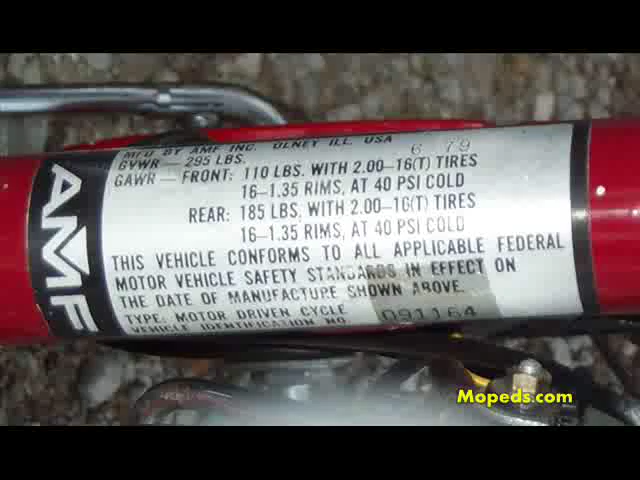 AMF
MFD BY AMF INC. OLNEY ILL. USA 6 79
GVWR — 295 LBS.
GAWR — FRONT: 110 LBS. WITH 2.00-16(T) TIRES
16-1.35 RIMS, AT 40 PSI COLD
REAR: 185 LBS, WITH 2.00-16(T) TIRES
16-1.35 RIMS, AT 40 PSI COLD
THIS VEHICLE CONFORMS TO ALL APPLICABLE FEDERAL
MOTOR VEHICLE SAFETY STANDARDS IN EFFECT ON
THE DATE OF MANUFACTURE SHOWN ABOVE.
TYPE: MOTOR DRIVEN CYCLE
VEHICLE IDENTIFICATION NO. 091164
Mopeds.com